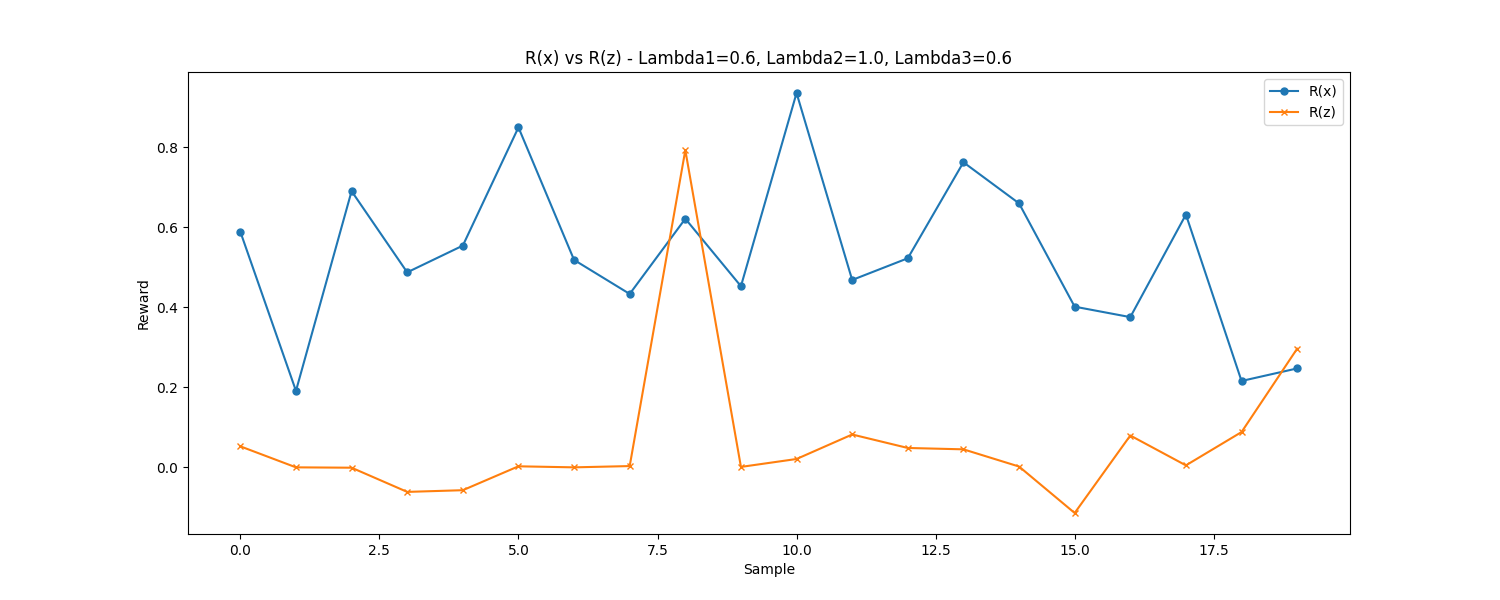 R(x) vs R(z) - Lambda1=0.6, Lambda2=1.0, Lambda3=0.6
R(x)
R(z)
0.8
0.6
0.4
0.2
0.0
Reward
0.0 2.5 5.0 7.5 10.0 12.5 15.0 17.5
Sample